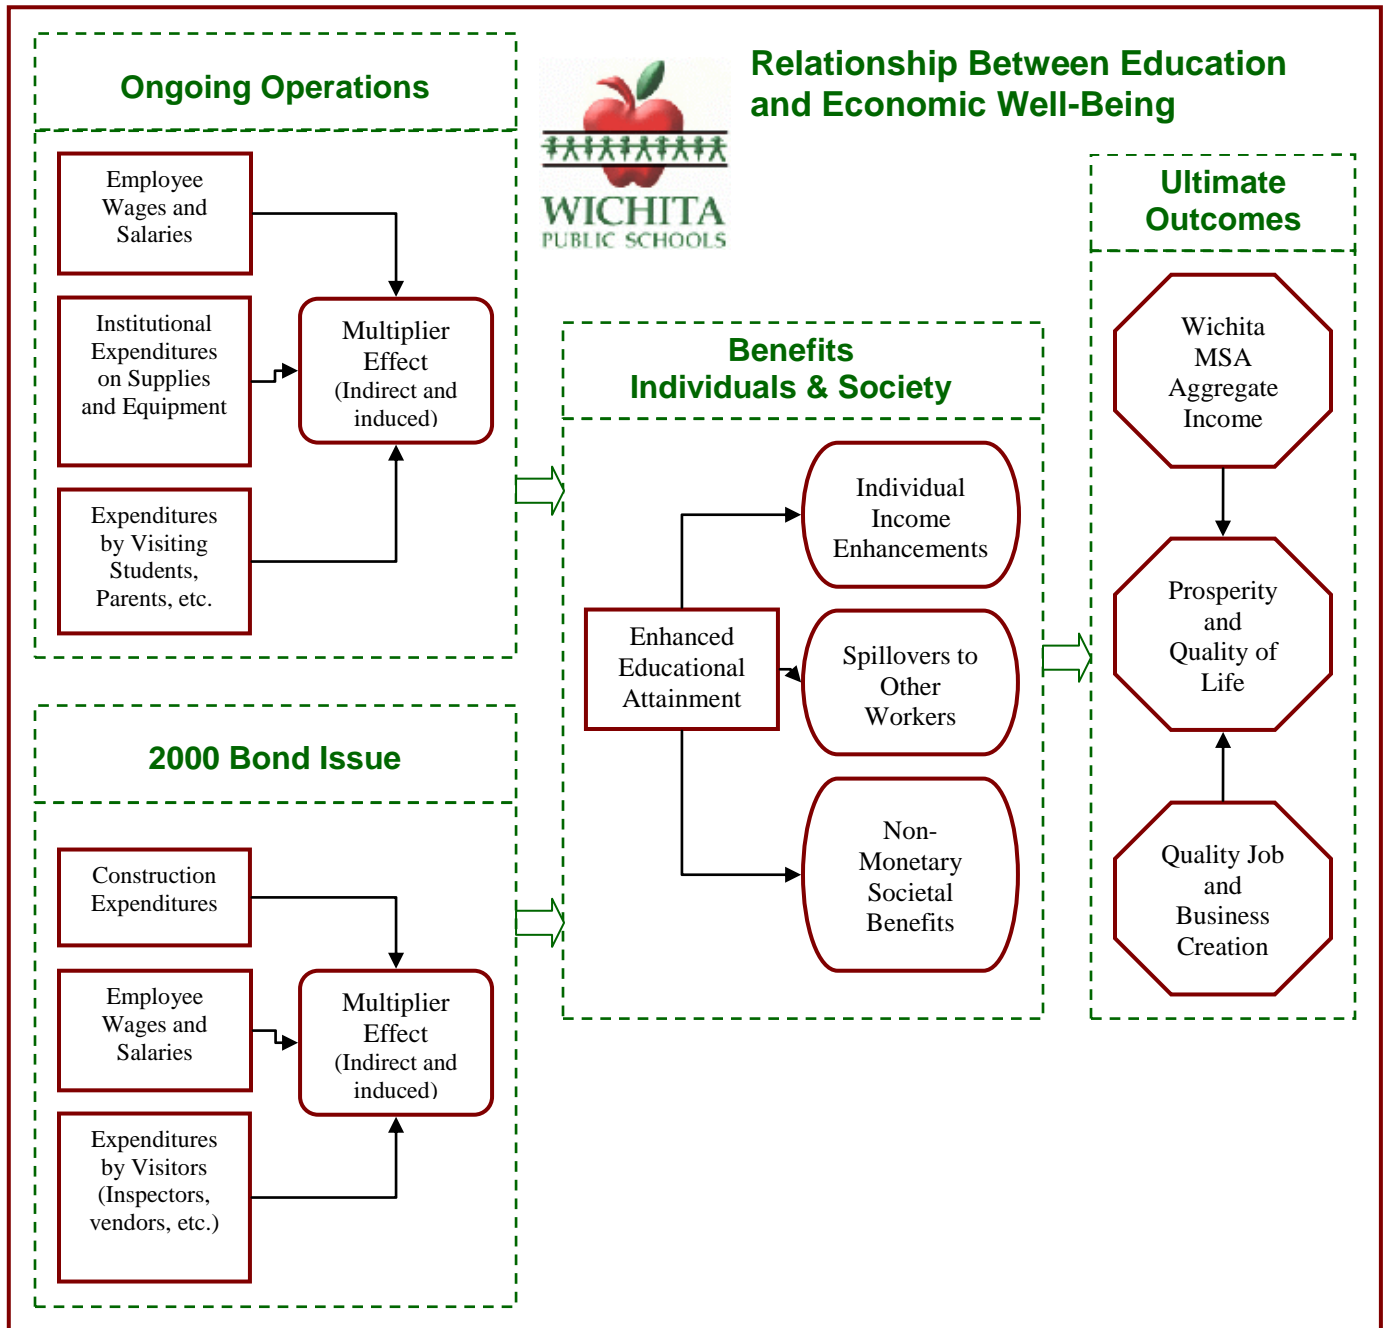 Relationship Between Education
and Economic Well-Being
WICHITA
PUBLIC SCHOOLS
Ongoing Operations
Employee
Wages and
Salaries
Institutional
Expenditures
on Supplies
and Equipment
Expenditures
by Visiting
Students,
Parents, etc.
Multiplier
Effect
(Indirect and
induced)
2000 Bond Issue
Construction
Expenditures
Employee
Wages and
Salaries
Expenditures
by Visitors
(Inspectors,
vendors, etc.)
Multiplier
Effect
(Indirect and
induced)
Benefits
Individuals & Society
Enhanced
Educational
Attainment
Individual
Income
Enhancements
Spillovers to
Other
Workers
Non-
Monetary
Societal
Benefits
Ultimate
Outcomes
Wichita
MSA
Aggregate
Income
Prosperity
and
Quality of
Life
Quality Job
and
Business
Creation